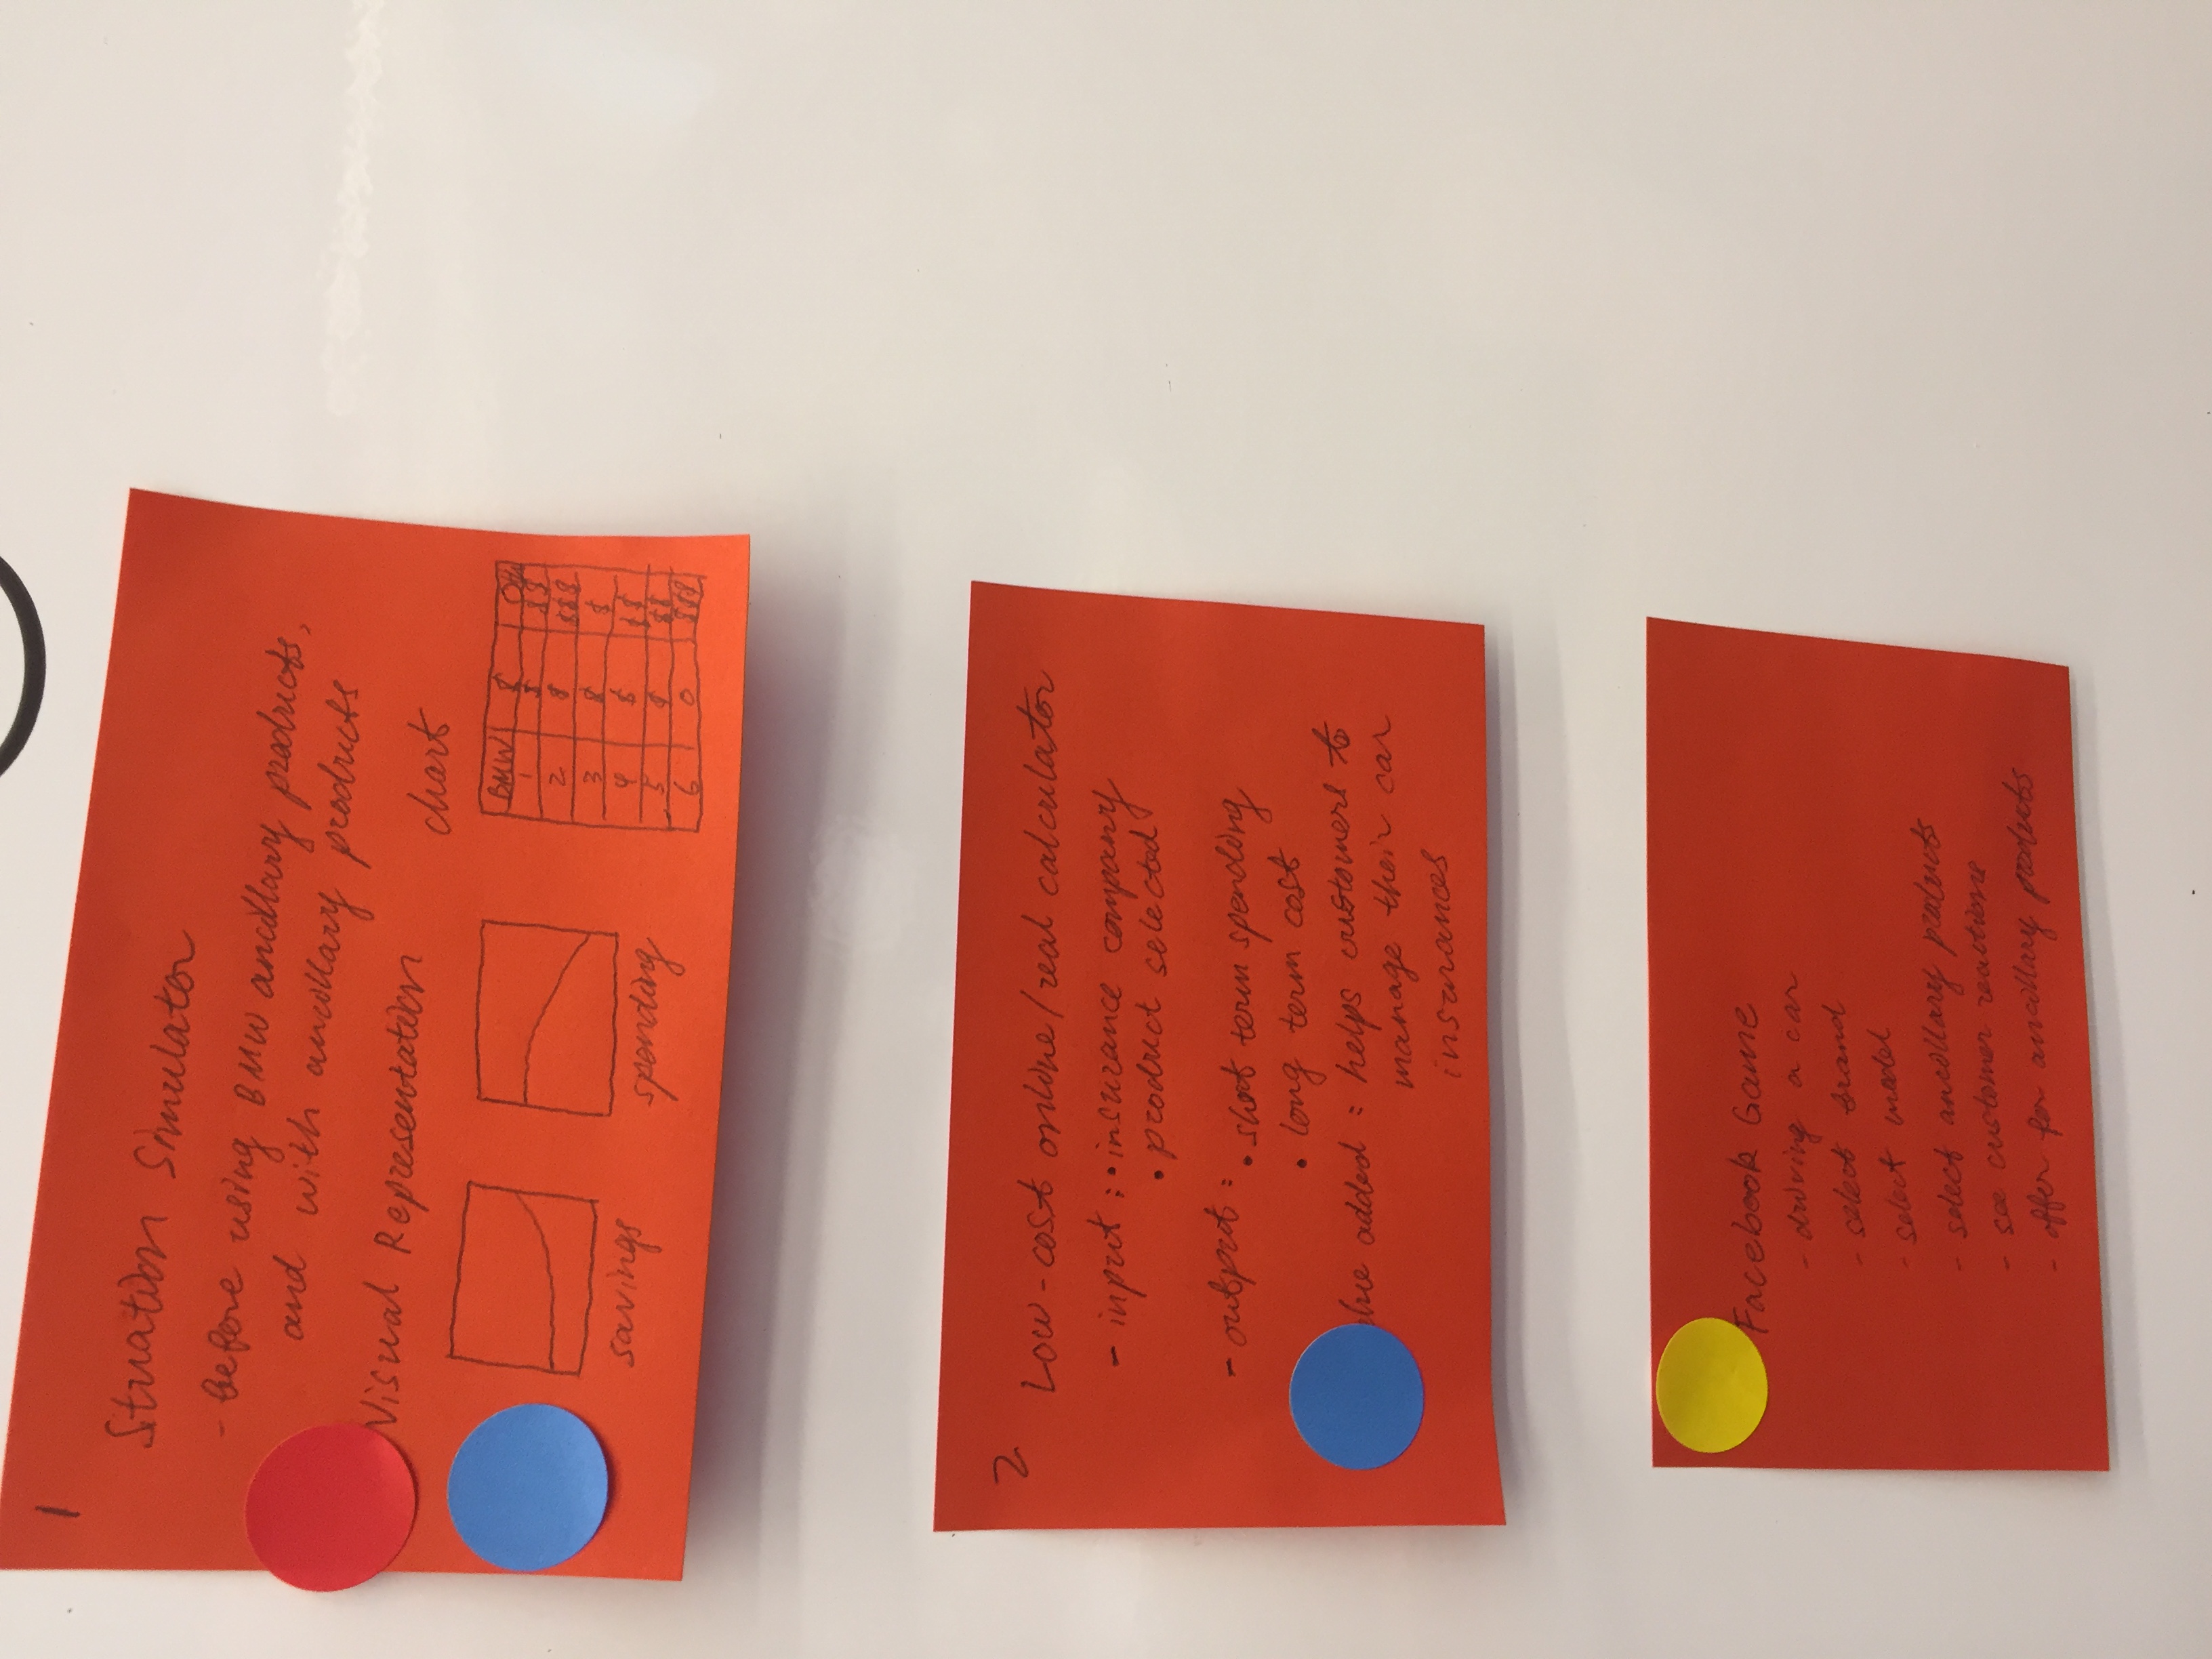 1
Situation Simulator
- before using BMW ancillary products,
and with ancillary products
Visual Representation
chart
savings
spending
BMW $ Oth
1 $ $$
2 $ $$$
3 $ $
4 $ $$
5 $ $$
6 0 $$$
2
Low-cost online/real calculator
- input : • insurance company
• product selected
- output : • short term spending
• long term cost
added : helps customers to
manage their car
insurances
Facebook Game
- driving a car
- select brand
- select model
- select ancillary products
- see customer reactions
- offer for ancillary products